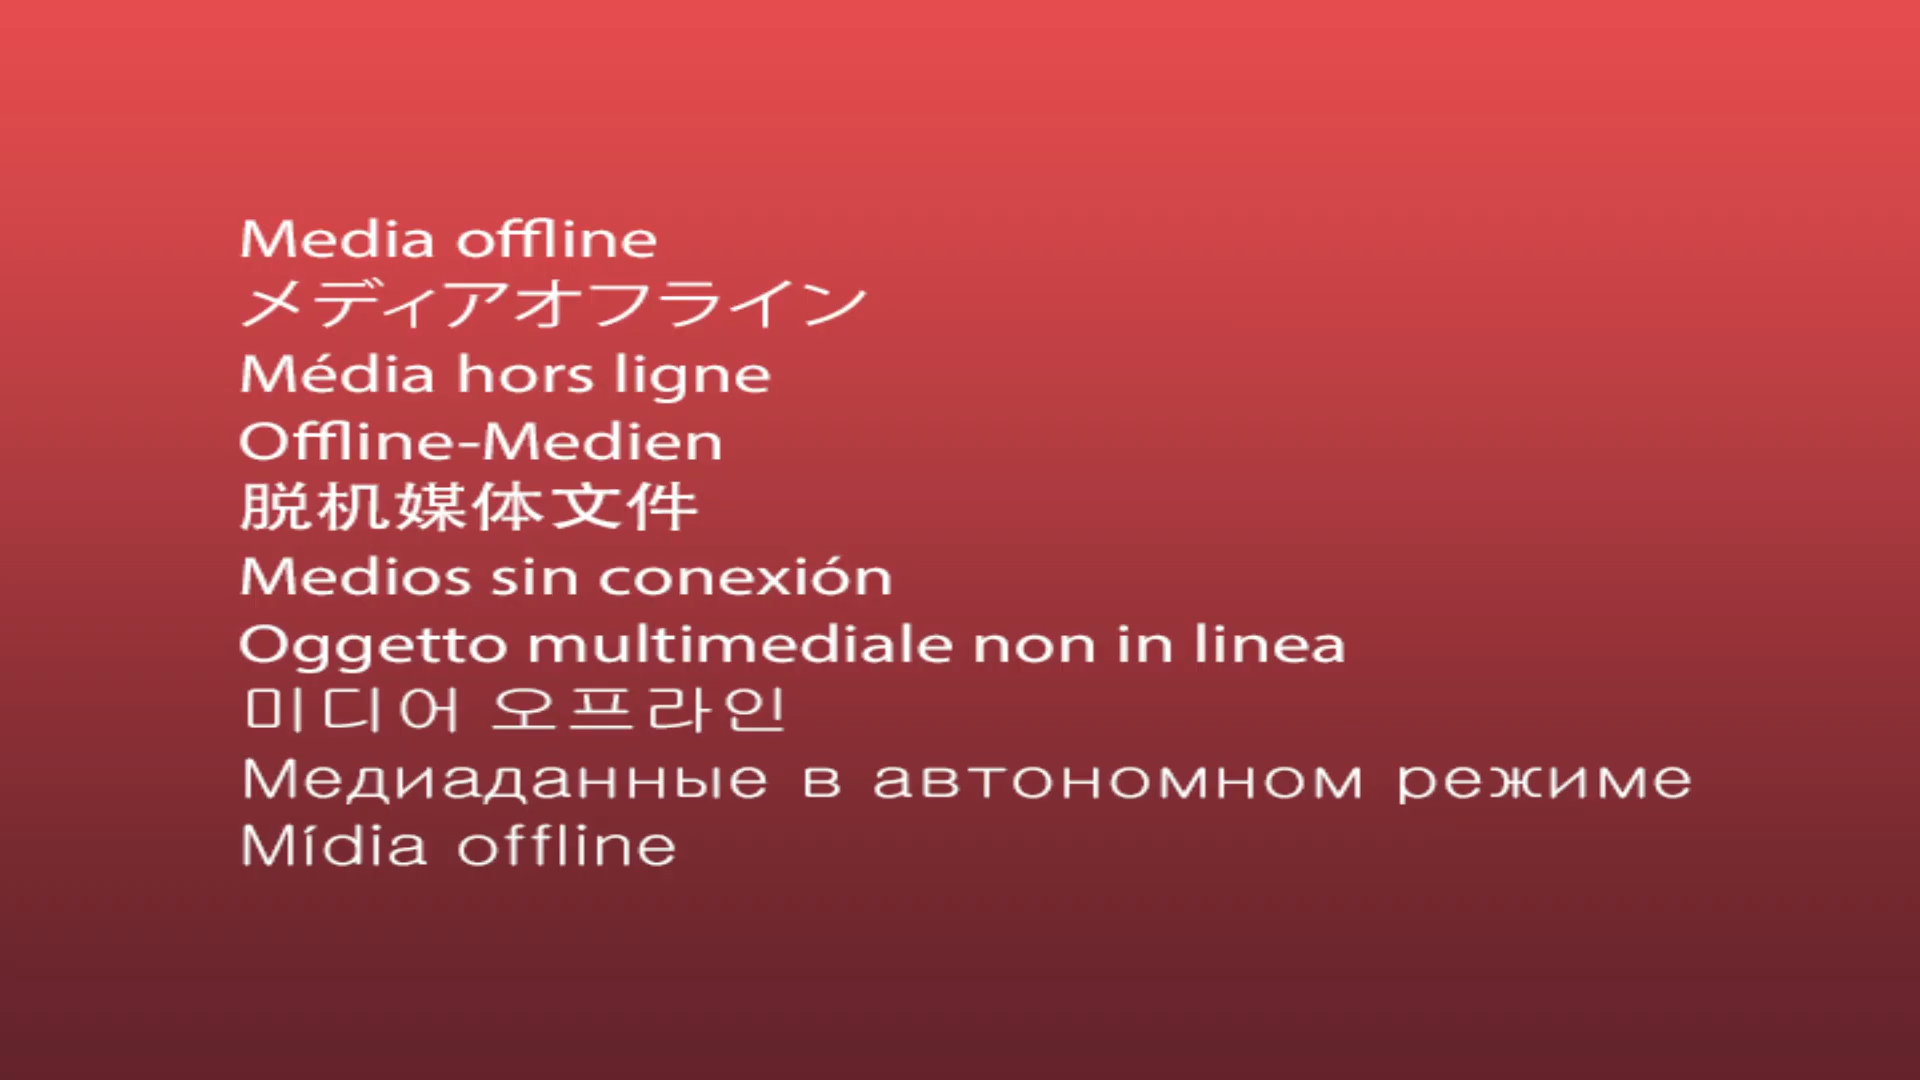 Media offline
メディアオフライン
Média hors ligne
Offline-Medien
脱机媒体文件
Medios sin conexión
Oggetto multimediale non in linea
미디어 오프라인
Медиаданные в автономном режиме
Mídia offline